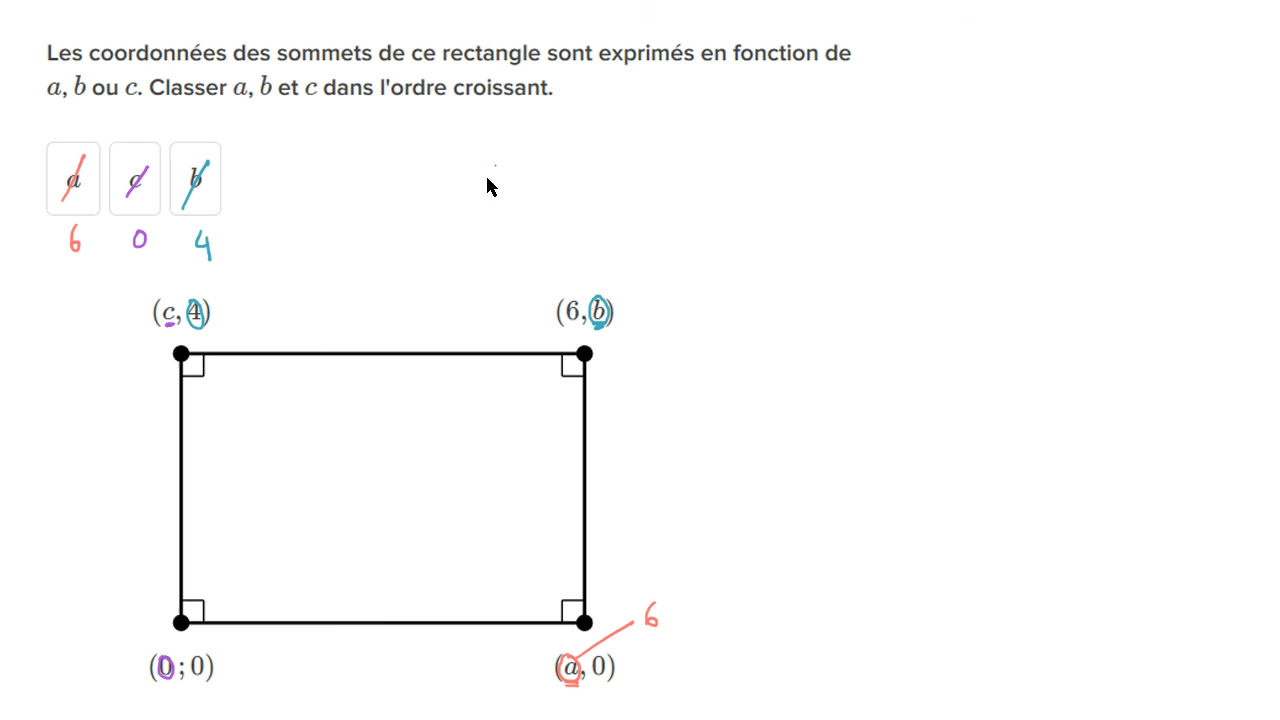 Les coordonnées des sommets de ce rectangle sont exprimés en fonction de
a, b ou c. Classer a, b et c dans l'ordre croissant.
a c b
6 0 4
(c, 4) (6, b)
6
(0 ; 0) (a, 0)